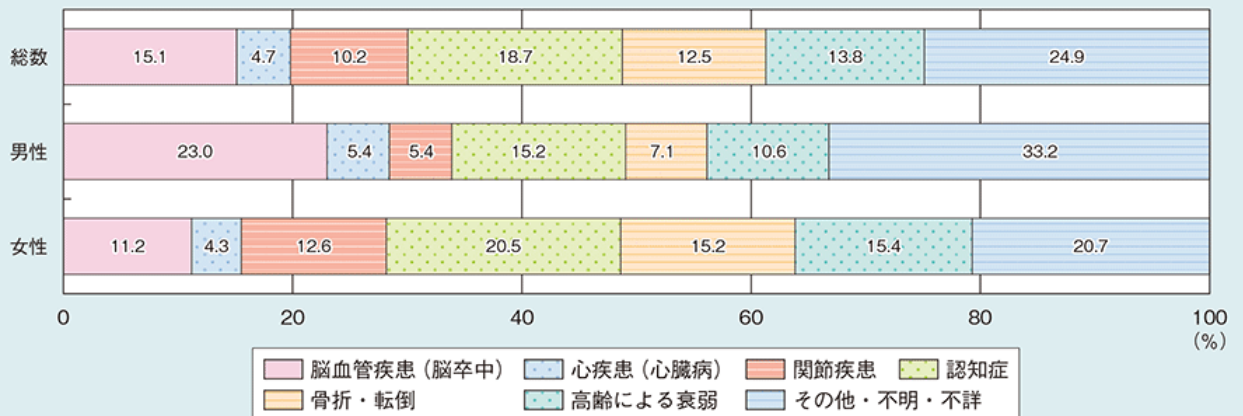 総数 15.1 4.7 10.2 18.7 12.5 13.8 24.9
男性 23.0 5.4 5.4 15.2 7.1 10.6 33.2
女性 11.2 4.3 12.6 20.5 15.2 15.4 20.7
0 20 40 60 80 100
(%)
脳血管疾患(脳卒中) 心疾患(心臓病) 関節疾患 認知症
骨折・転倒 高齢による衰弱 その他・不明・不詳